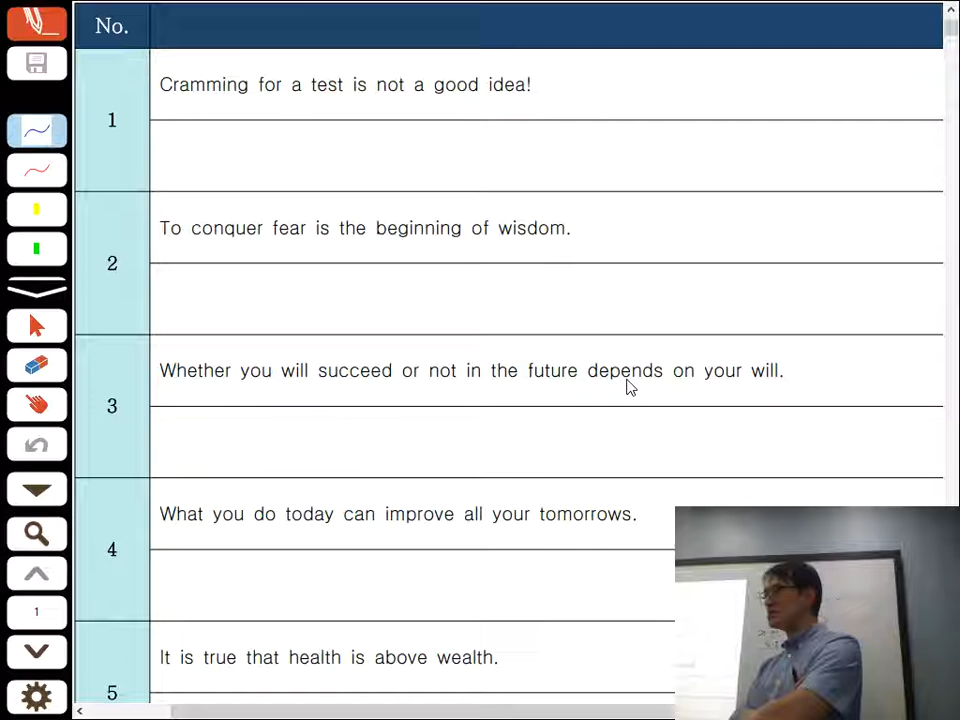 No.
1
Cramming for a test is not a good idea!
2
To conquer fear is the beginning of wisdom.
3
Whether you will succeed or not in the future depends on your will.
4
What you do today can improve all your tomorrows.
5
It is true that health is above wealth.
1